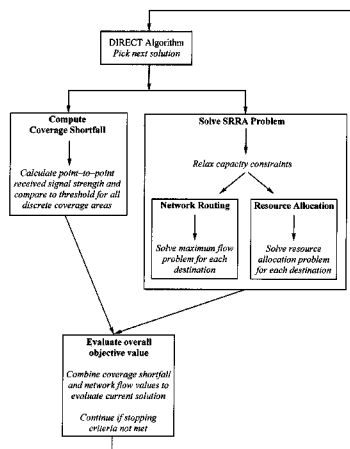 DIRECT Algorithm
Pick next solution
Compute
Coverage Shortfall
Calculate point–to–point
received signal strength and
compare to threshold for all
discrete coverage areas
Solve SRRA Problem
Relax capacity constraints
Network Routing
Solve maximum flow
problem for each
destination
Resource Allocation
Solve resource
allocation problem
for each destination
Evaluate overall
objective value
Combine coverage shortfall
and network flow values to
evaluate current solution
Continue if stopping
criteria not met